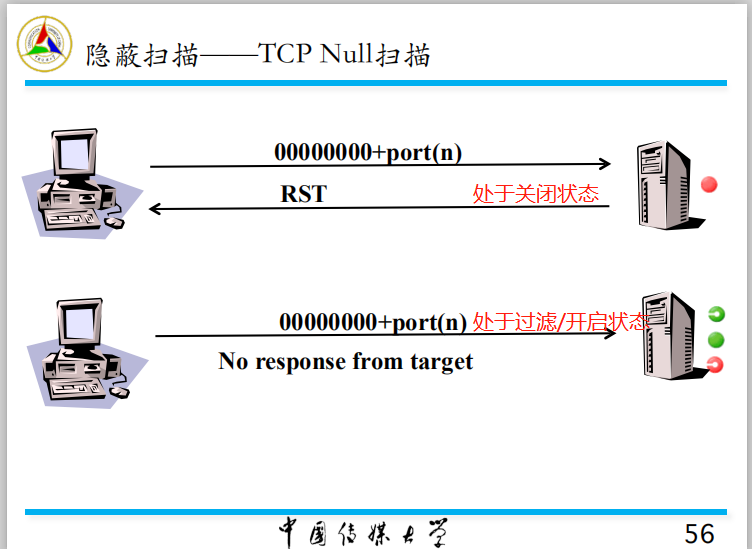 隐蔽扫描——TCP Null扫描
00000000+port(n)
RST
处于关闭状态
00000000+port(n) 处于过滤/开启状态
No response from target
中国传媒大学
56